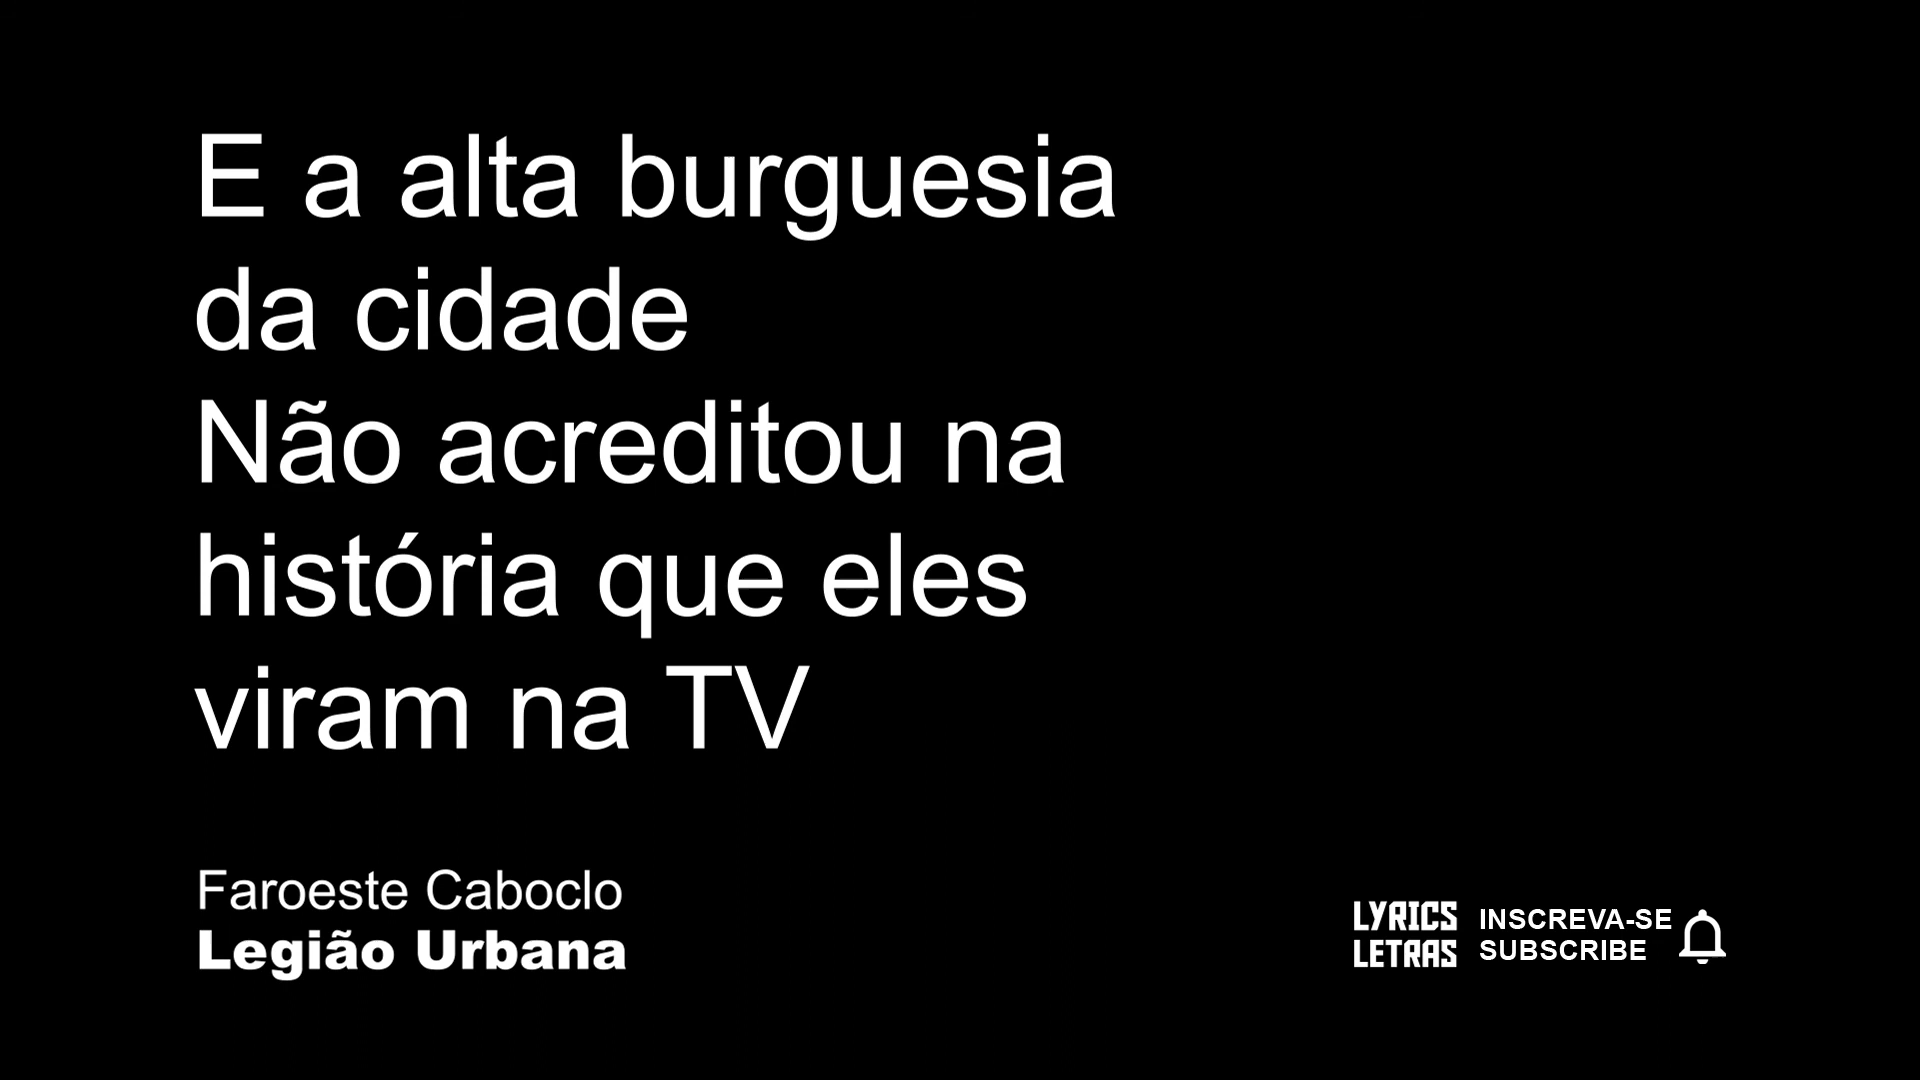 E a alta burguesia
da cidade
Não acreditou na
história que eles
viram na TV
Faroeste Caboclo
Legião Urbana
LYRICS
LETRAS
INSCREVA-SE
SUBSCRIBE